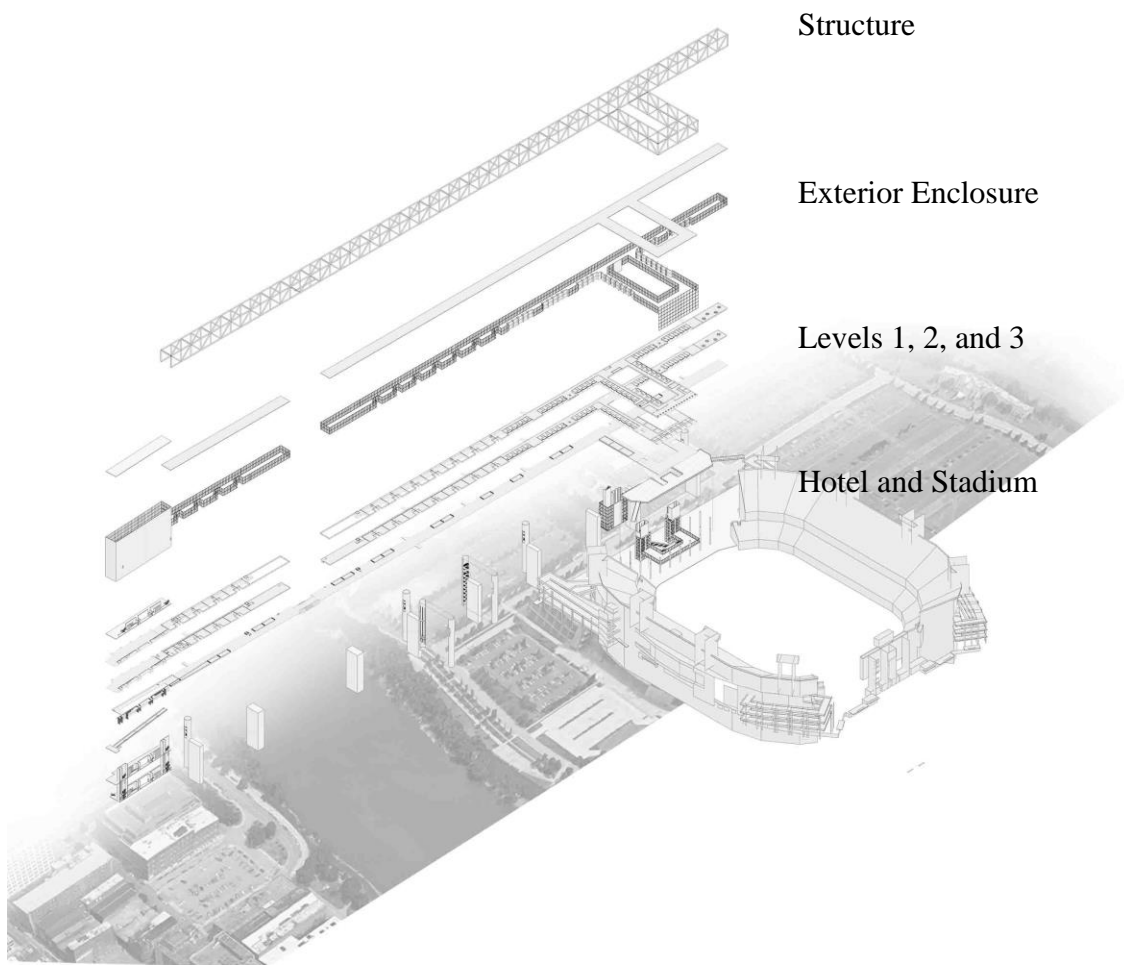 Structure
Exterior Enclosure
Levels 1, 2, and 3
Hotel and Stadium